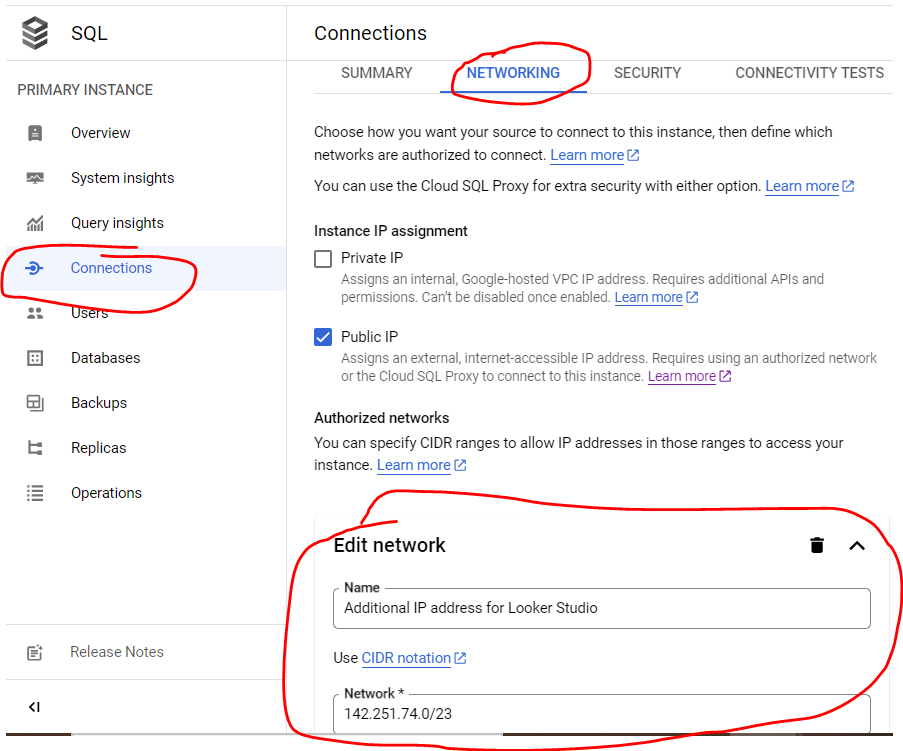 SQL
Connections
PRIMARY INSTANCE
Overview
System insights
Query insights
Connections
Users
Databases
Backups
Replicas
Operations
Release Notes
SUMMARY
NETWORKING
SECURITY
CONNECTIVITY TESTS
Choose how you want your source to connect to this instance, then define which
networks are authorized to connect. Learn more
You can use the Cloud SQL Proxy for extra security with either option. Learn more
Instance IP assignment
Private IP
Assigns an internal, Google-hosted VPC IP address. Requires additional APIs and
permissions. Can't be disabled once enabled. Learn more
Public IP
Assigns an external, internet-accessible IP address. Requires using an authorized network
or the Cloud SQL Proxy to connect to this instance. Learn more
Authorized networks
You can specify CIDR ranges to allow IP addresses in those ranges to access your
instance. Learn more
Edit network
Name
Additional IP address for Looker Studio
Use CIDR notation
Network *
142.251.74.0/23